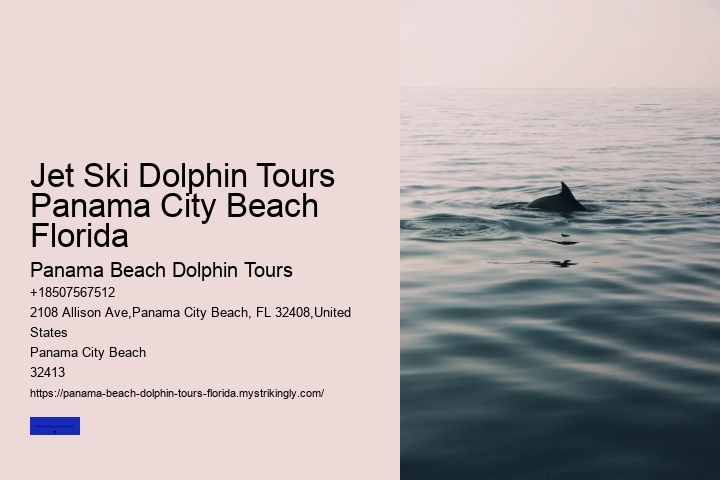 Jet Ski Dolphin Tours
Panama City Beach
Florida
Panama Beach Dolphin Tours
+18507567512
2108 Allison Ave,Panama City Beach, FL 32408,United
States
Panama City Beach
32413
https://panama-beach-dolphin-tours-florida.mystrikingly.com/